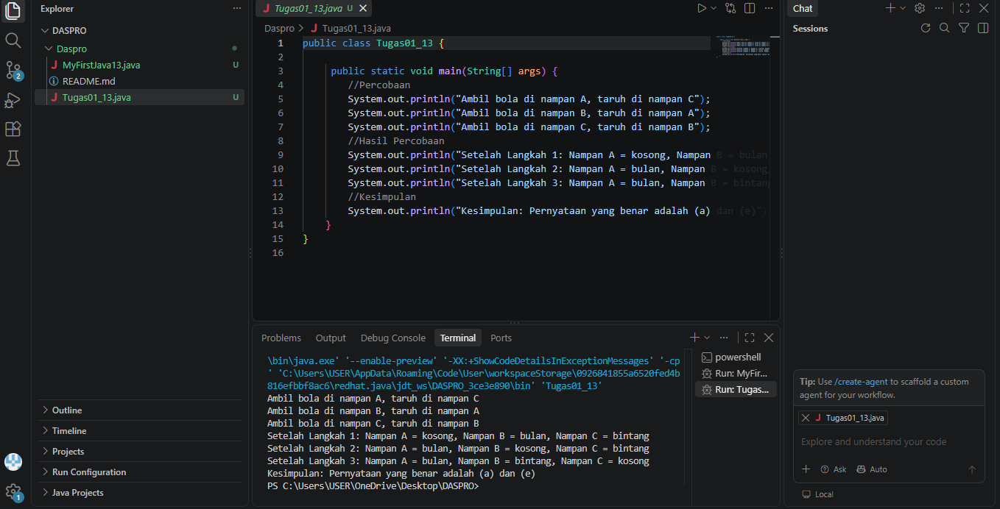 Explorer
DASPRO
Daspro
MyFirstJava13.java U
README.md
Tugas01_13.java U
2
Outline
Timeline
Projects
Run Configuration
Java Projects
1
Tugas01_13.java U
Daspro > Tugas01_13.java
1 public class Tugas01_13 {
2
3 public static void main(String[] args) {
4 //Percobaan
5 System.out.println("Ambil bola di nampan A, taruh di nampan C");
6 System.out.println("Ambil bola di nampan B, taruh di nampan A");
7 System.out.println("Ambil bola di nampan C, taruh di nampan B");
8 //Hasil Percobaan
9 System.out.println("Setelah Langkah 1: Nampan A = kosong, Nampan B = bulan,
10 System.out.println("Setelah Langkah 2: Nampan A = bulan, Nampan B = kosong,
11 System.out.println("Setelah Langkah 3: Nampan A = bulan, Nampan B = bintang
12 //Kesimpulan
13 System.out.println("Kesimpulan: Pernyataan yang benar adalah (a) dan (e)")
14 }
15 }
16
Problems Output Debug Console Terminal Ports
\bin\java.exe' '--enable-preview' '-XX:+ShowCodeDetailsInExceptionMessages' '-cp
' 'C:\Users\USER\AppData\Roaming\Code\User\workspaceStorage\0926841855a6520fed4b
816efbbf8ac6\redhat.java\jdt_ws\DASPRO_3ce3e890\bin' 'Tugas01_13'
Ambil bola di nampan A, taruh di nampan C
Ambil bola di nampan B, taruh di nampan A
Ambil bola di nampan C, taruh di nampan B
Setelah Langkah 1: Nampan A = kosong, Nampan B = bulan, Nampan C = bintang
Setelah Langkah 2: Nampan A = bulan, Nampan B = kosong, Nampan C = bintang
Setelah Langkah 3: Nampan A = bulan, Nampan B = bintang, Nampan C = kosong
Kesimpulan: Pernyataan yang benar adalah (a) dan (e)
PS C:\Users\USER\OneDrive\Desktop\DASPRO>
powershell
Run: MyFir...
Run: Tugas...
Chat
Sessions
Tip: Use /create-agent to scaffold a custom
agent for your workflow.
Tugas01_13.java
Explore and understand your code
Ask Auto
Local